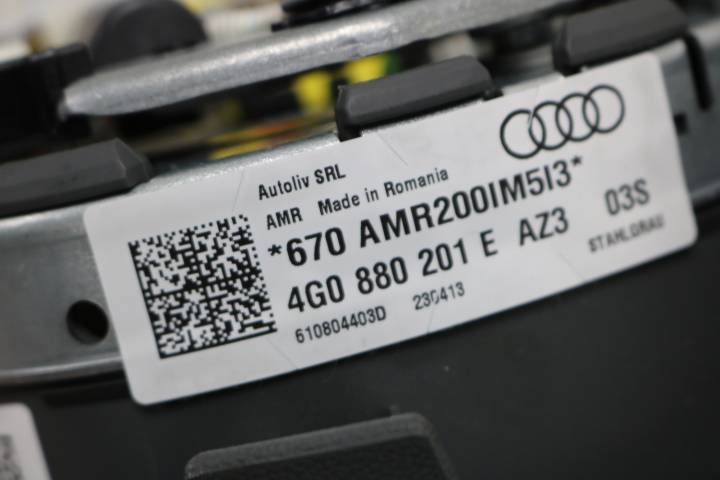 Autoliv SRL
AMR Made in Romania
*670 AMR200IM5I3*
4G0 880 201 E AZ3 03S
610804403D 230413 STAHLGRAU